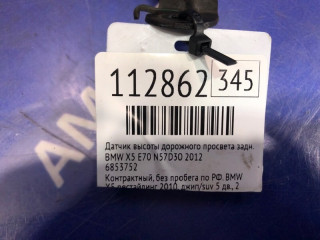 112862 345
Датчик высоты дорожного просвета задн.
BMW X5 E70 N57D30 2012
6853752
Контрактный, без пробега по РФ. BMW
X5 рестайлинг 2010, джип/suv 5 дв., 2